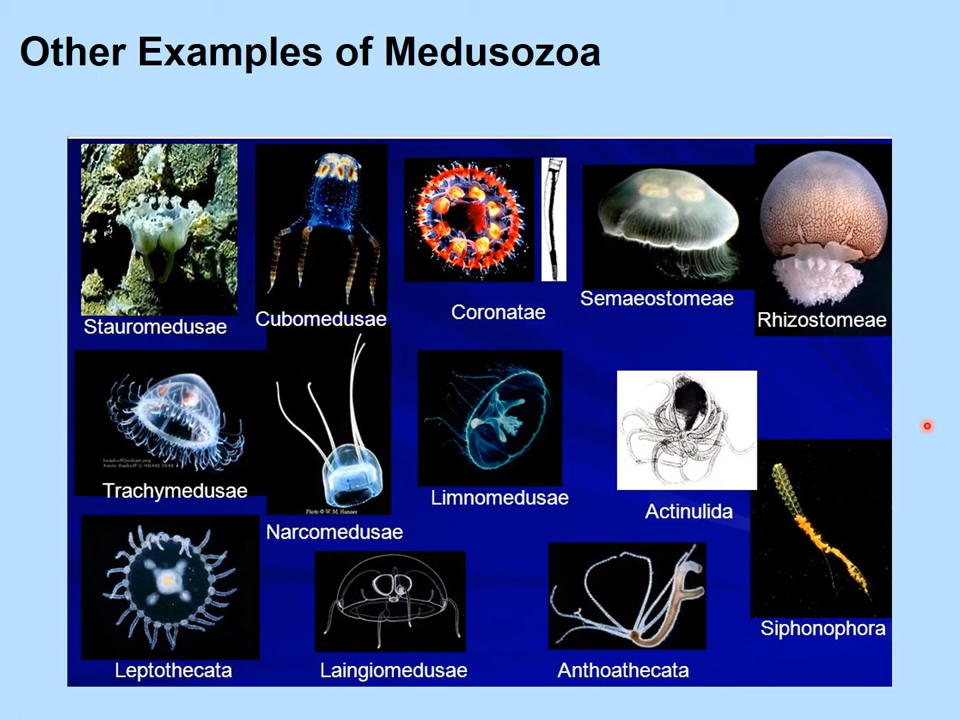 Other Examples of Medusozoa
Stauromedusae
Cubomedusae
Coronatae
Semaeostomeae
Rhizostomeae
Trachymedusae
Narcomedusae
Limnomedusae
Actinulida
Siphonophora
Leptothecata
Laingiomedusae
Anthoathecata